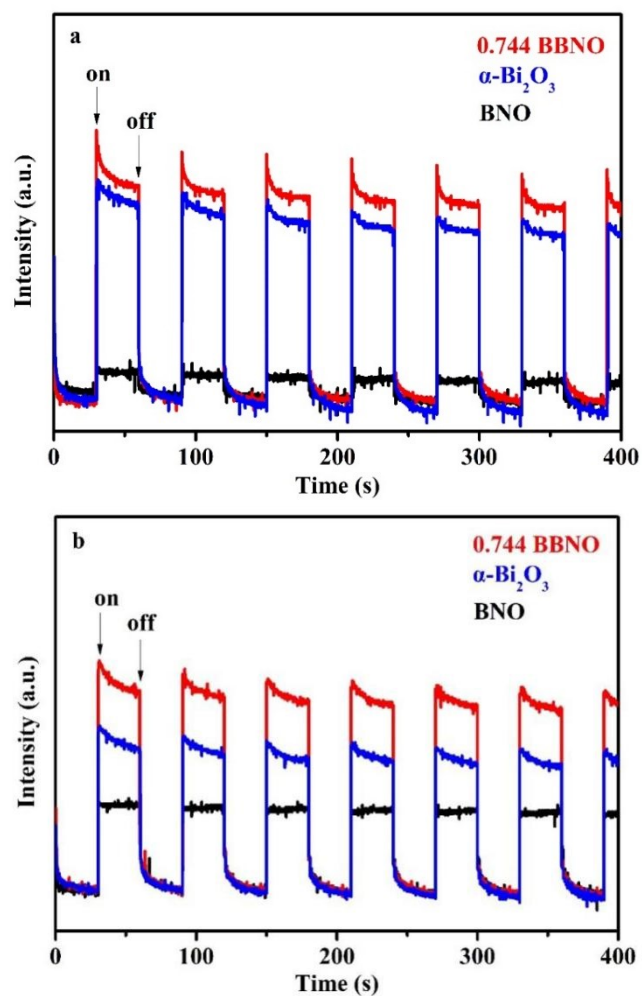 a
0.744 BBNO
α-Bi₂O₃
BNO
on
off
Intensity (a.u.)
0 100 200 300 400
Time (s)
b
0.744 BBNO
α-Bi₂O₃
BNO
on
off
Intensity (a.u.)
0 100 200 300 400
Time (s)